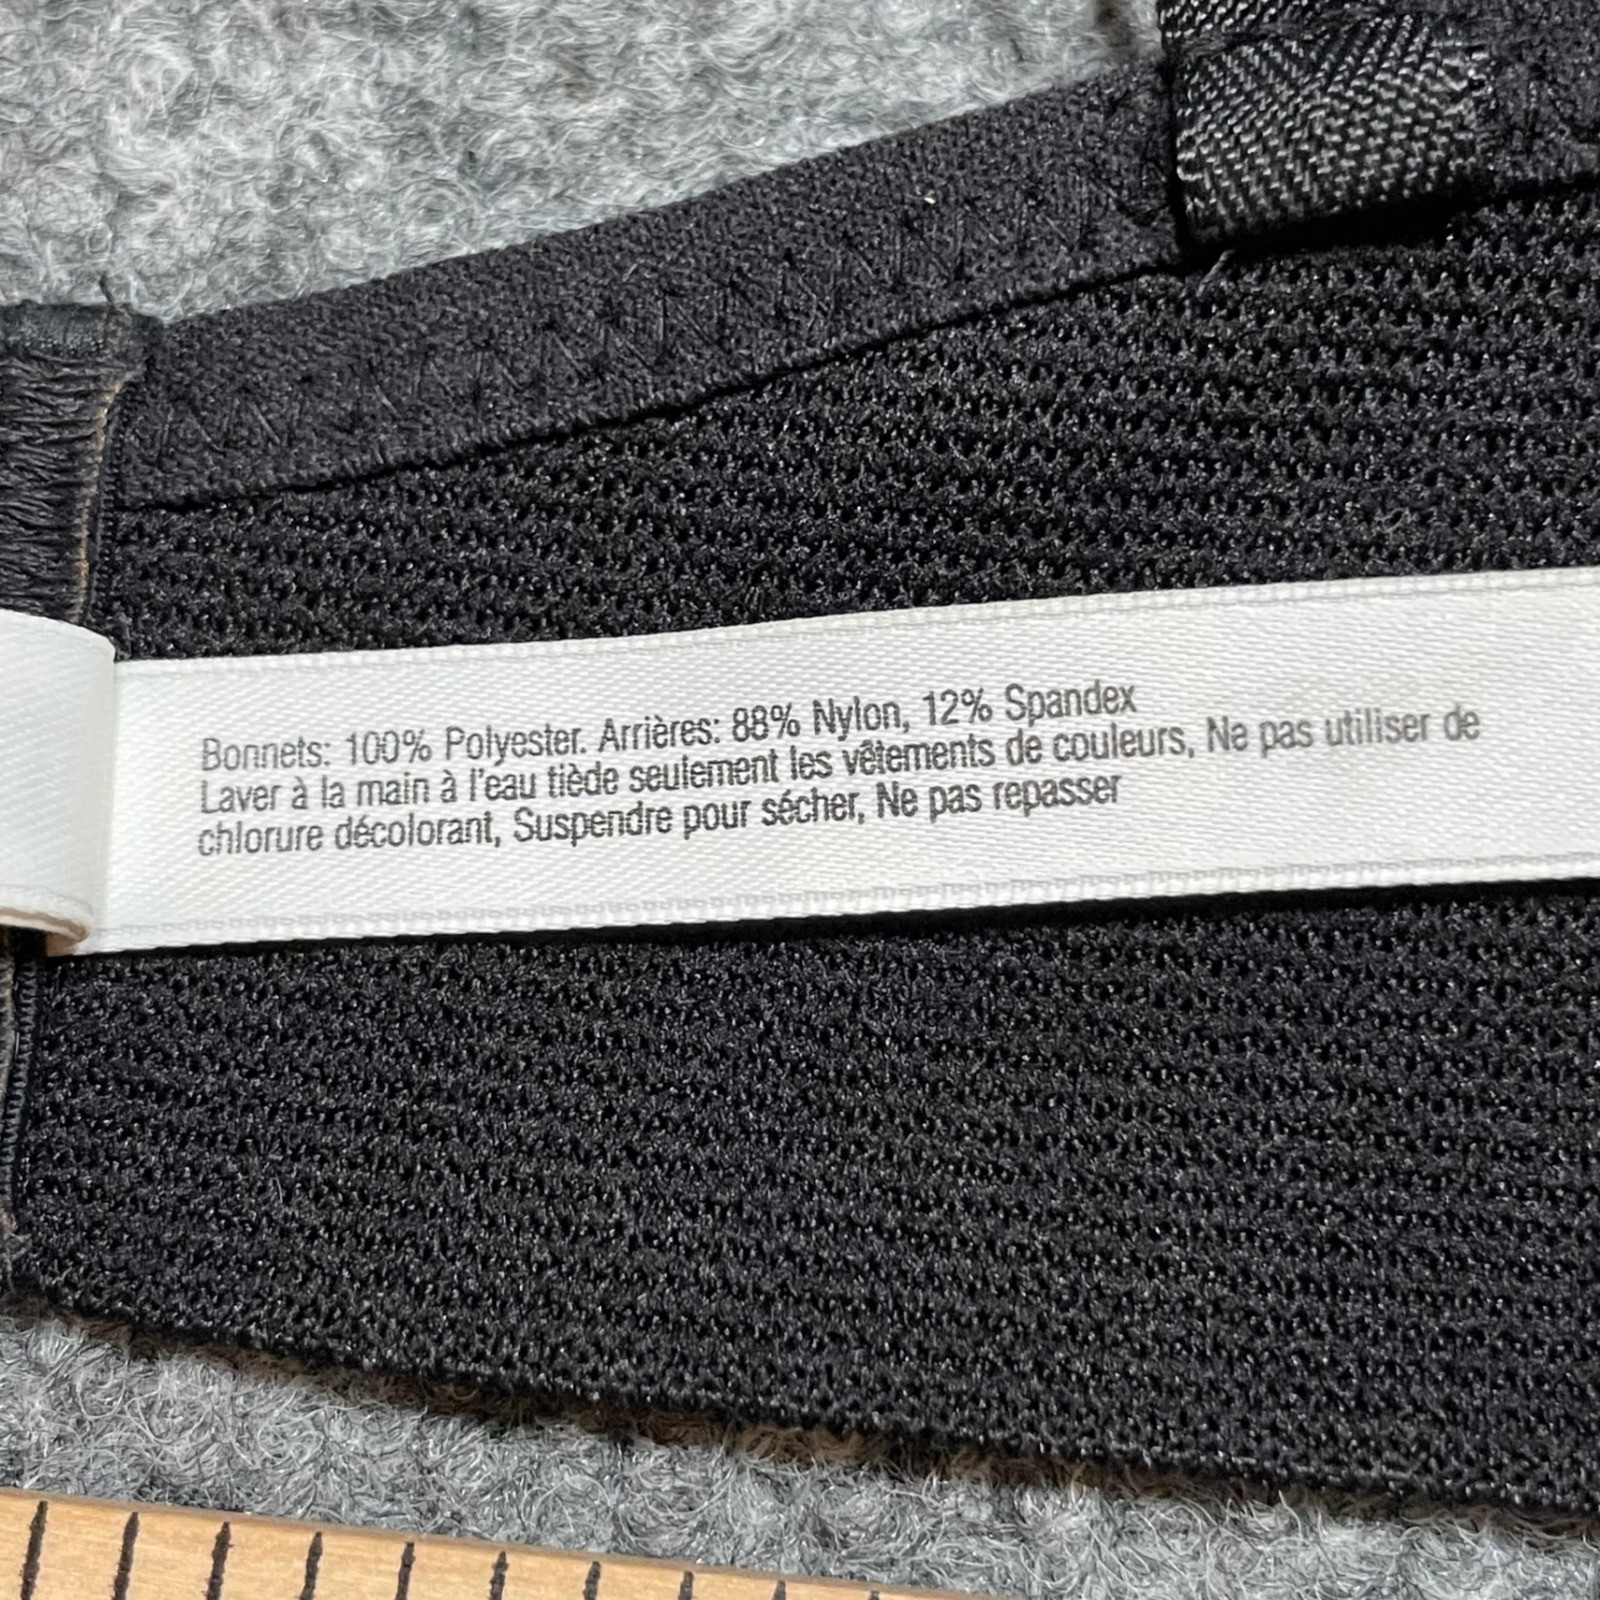 Bonnets: 100% Polyester. Arrières: 88% Nylon, 12% Spandex
Laver à la main à l'eau tiède seulement les vêtements de couleurs, Ne pas utiliser de
chlorure décolorant, Suspendre pour sécher, Ne pas repasser